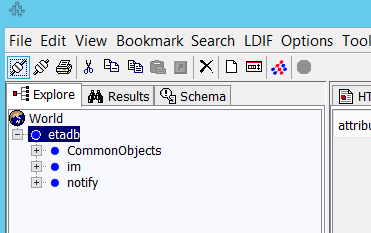 File Edit View Bookmark Search LDIF Options Tool
Explore Results Schema HT
World
attribu
etadb
CommonObjects
im
notify